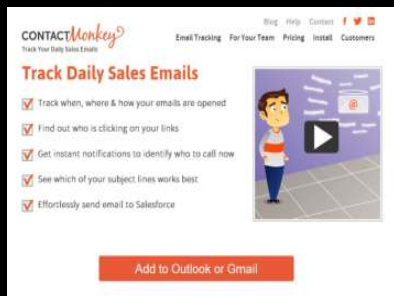 Blog Help Contact
CONTACTMonkey
Track Your Daily Sales Emails
Email Tracking For Your Team Pricing Install Customers
Track Daily Sales Emails
Track when, where & how your emails are opened
Find out who is clicking on your links
Get instant notifications to identify who to call now
See which of your subject lines works best
Effortlessly send email to Salesforce
Add to Outlook or Gmail